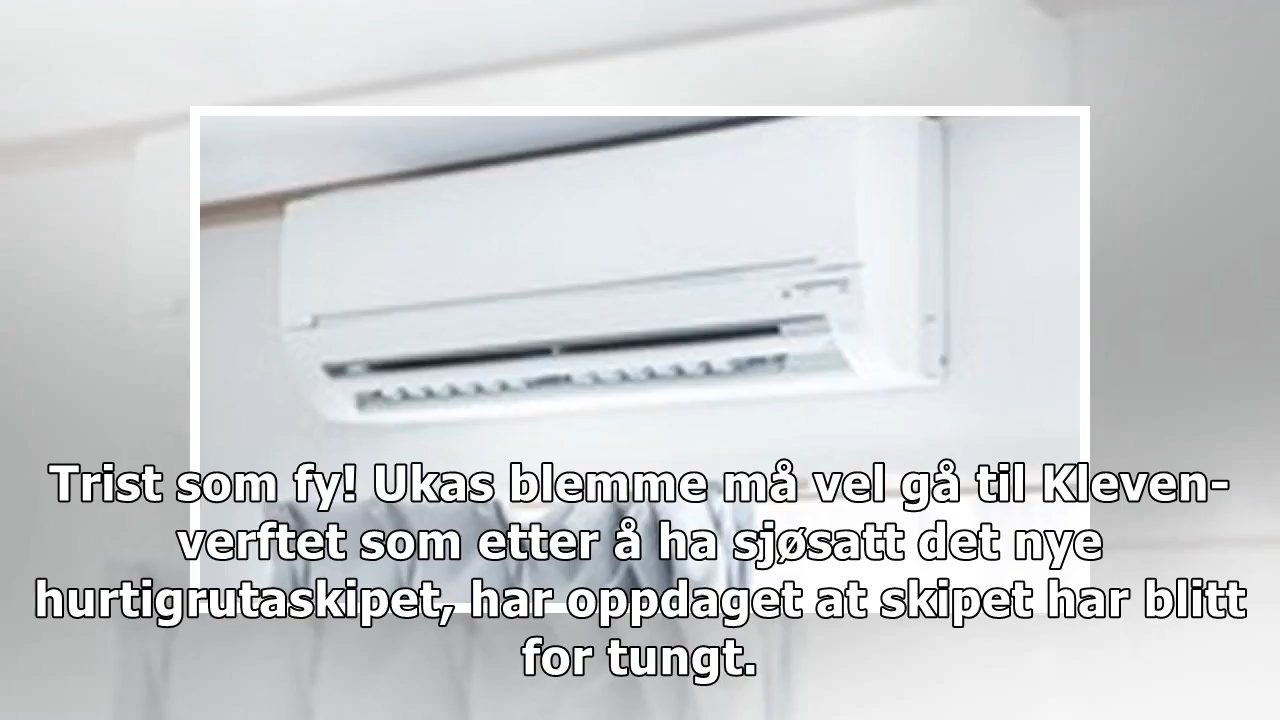 Trist som fy! Ukas blemme må vel gå til Kleven-
verftet som etter å ha sjøsatt det nye
hurtigrutaskipet, har oppdaget at skipet har blitt
for tungt.